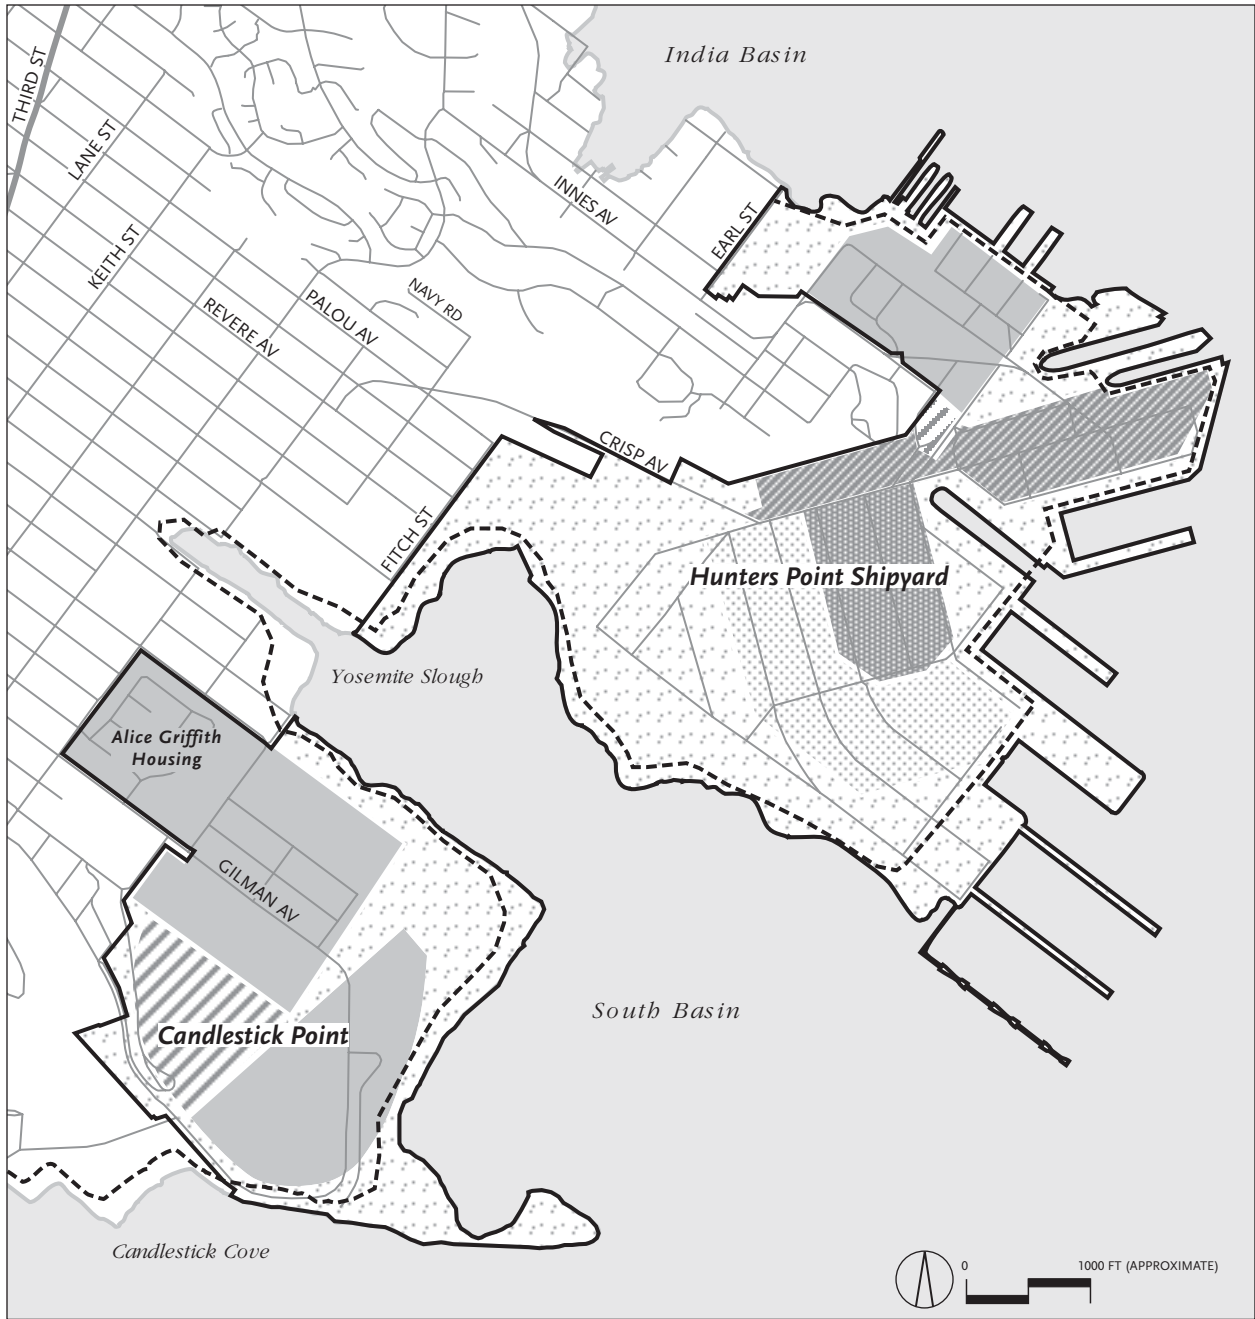 India Basin
THIRD ST
LANE ST
KEITH ST
REVERE AV
PALOU AV
NAVY RD
INNES AV
EARL ST
CRISP AV
FITCH ST
Hunters Point Shipyard
Yosemite Slough
Alice Griffith
Housing
GILMAN AV
South Basin
Candlestick Point
Candlestick Cove
0
1000 FT (APPROXIMATE)